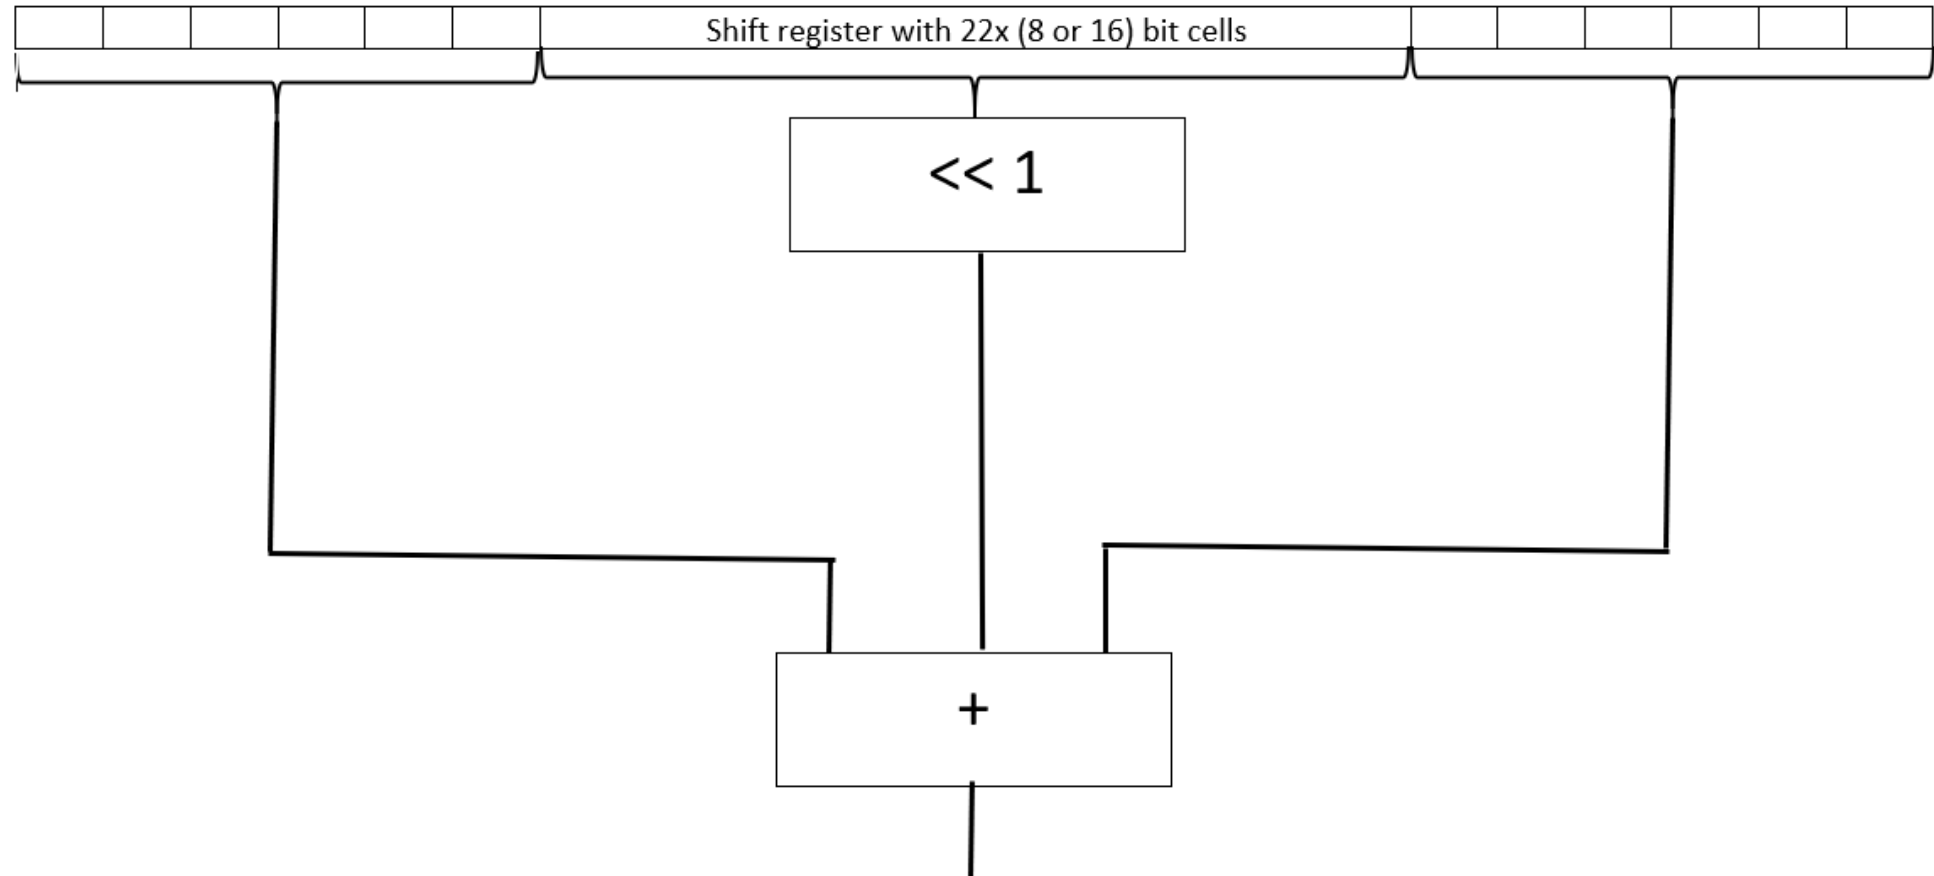 Shift register with 22x (8 or 16) bit cells
<< 1
+